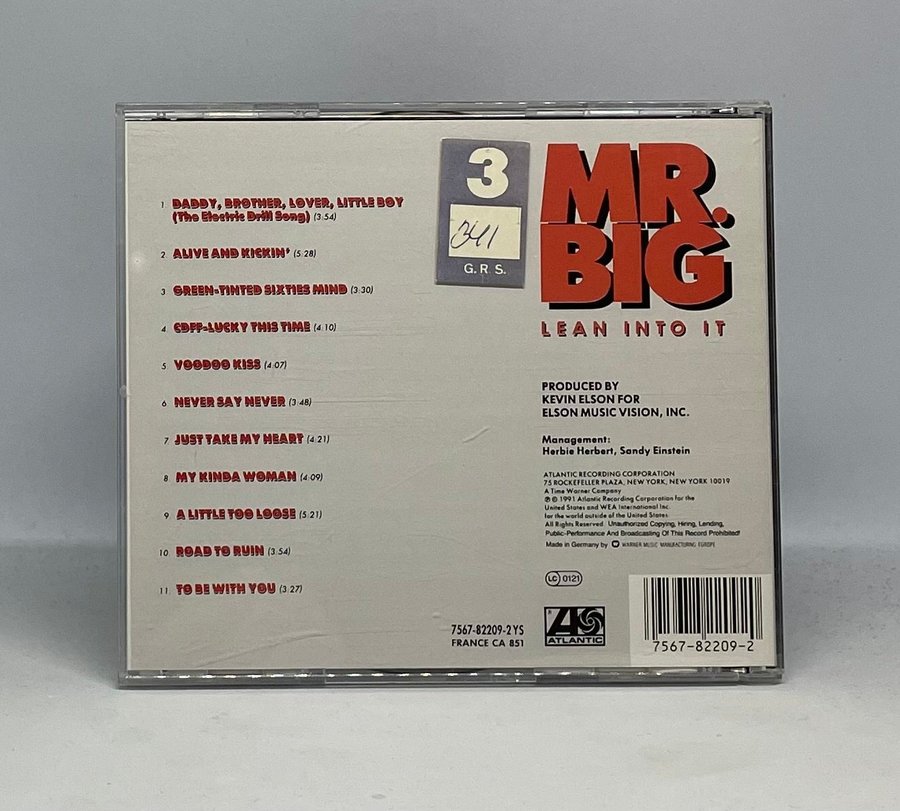 1 DADDY, BROTHER, LOVER, LITTLE BOY
(The Electric Drill Song) (3:54)
2 ALIVE AND KICKIN' (5:28)
3 GREEN-TINTED SIXTIES MIND (3:30)
4 CDFF-LUCKY THIS TIME (4:10)
5 VOODOO KISS (4:07)
6 NEVER SAY NEVER (3:48)
7 JUST TAKE MY HEART (4:21)
8 MY KINDA WOMAN (4:09)
9 A LITTLE TOO LOOSE (5:21)
10 ROAD TO RUIN (3:54)
11 TO BE WITH YOU (3:27)
3
341
G.R.S.
MR.
BIG
LEAN INTO IT
PRODUCED BY
KEVIN ELSON FOR
ELSON MUSIC VISION, INC.
Management:
Herbie Herbert, Sandy Einstein
ATLANTIC RECORDING CORPORATION
75 ROCKEFELLER PLAZA, NEW YORK, NEW YORK 10019
A Time Warner Company
℗ © 1991 Atlantic Recording Corporation for the
United States and WEA International Inc.
for the world outside of the United States.
All Rights Reserved. Unauthorized Copying, Hiring, Lending,
Public-Performance And Broadcasting Of This Record Prohibited!
Made in Germany by WARNER MUSIC MANUFACTURING EUROPE
LC 0121
7567-82209-2 YS
FRANCE CA 851
ATLANTIC
7567-82209-2